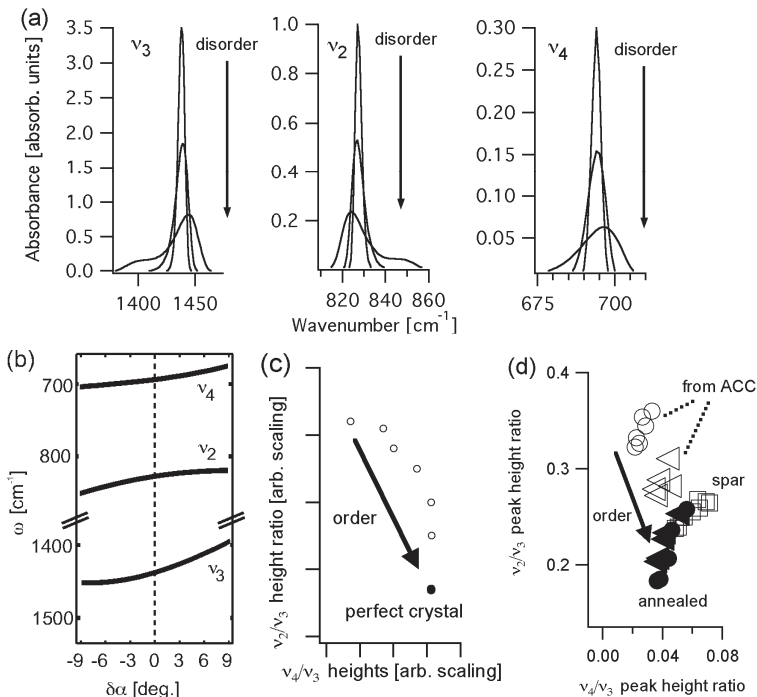 (a)
Absorbance [absorb. units]
3.5
3.0
2.5
2.0
1.5
1.0
0.5
0.0
ν3
disorder
1400
1450
1.0
0.8
0.6
0.4
0.2
ν2
disorder
820
840
860
0.30
0.25
0.20
0.15
0.10
0.05
ν4
disorder
675
700
Wavenumber [cm-1]
(b)
ω [cm-1]
700
800
1400
1500
ν4
ν2
ν3
-9 -6 -3 0 3 6 9
δα [deg.]
(c)
ν2/ν3 height ratio [arb. scaling]
order
perfect crystal
ν4/ν3 heights [arb. scaling]
(d)
ν2/ν3 peak height ratio
0.4
0.3
0.2
from ACC
spar
order
annealed
0.00 0.04 0.08
ν4/ν3 peak height ratio